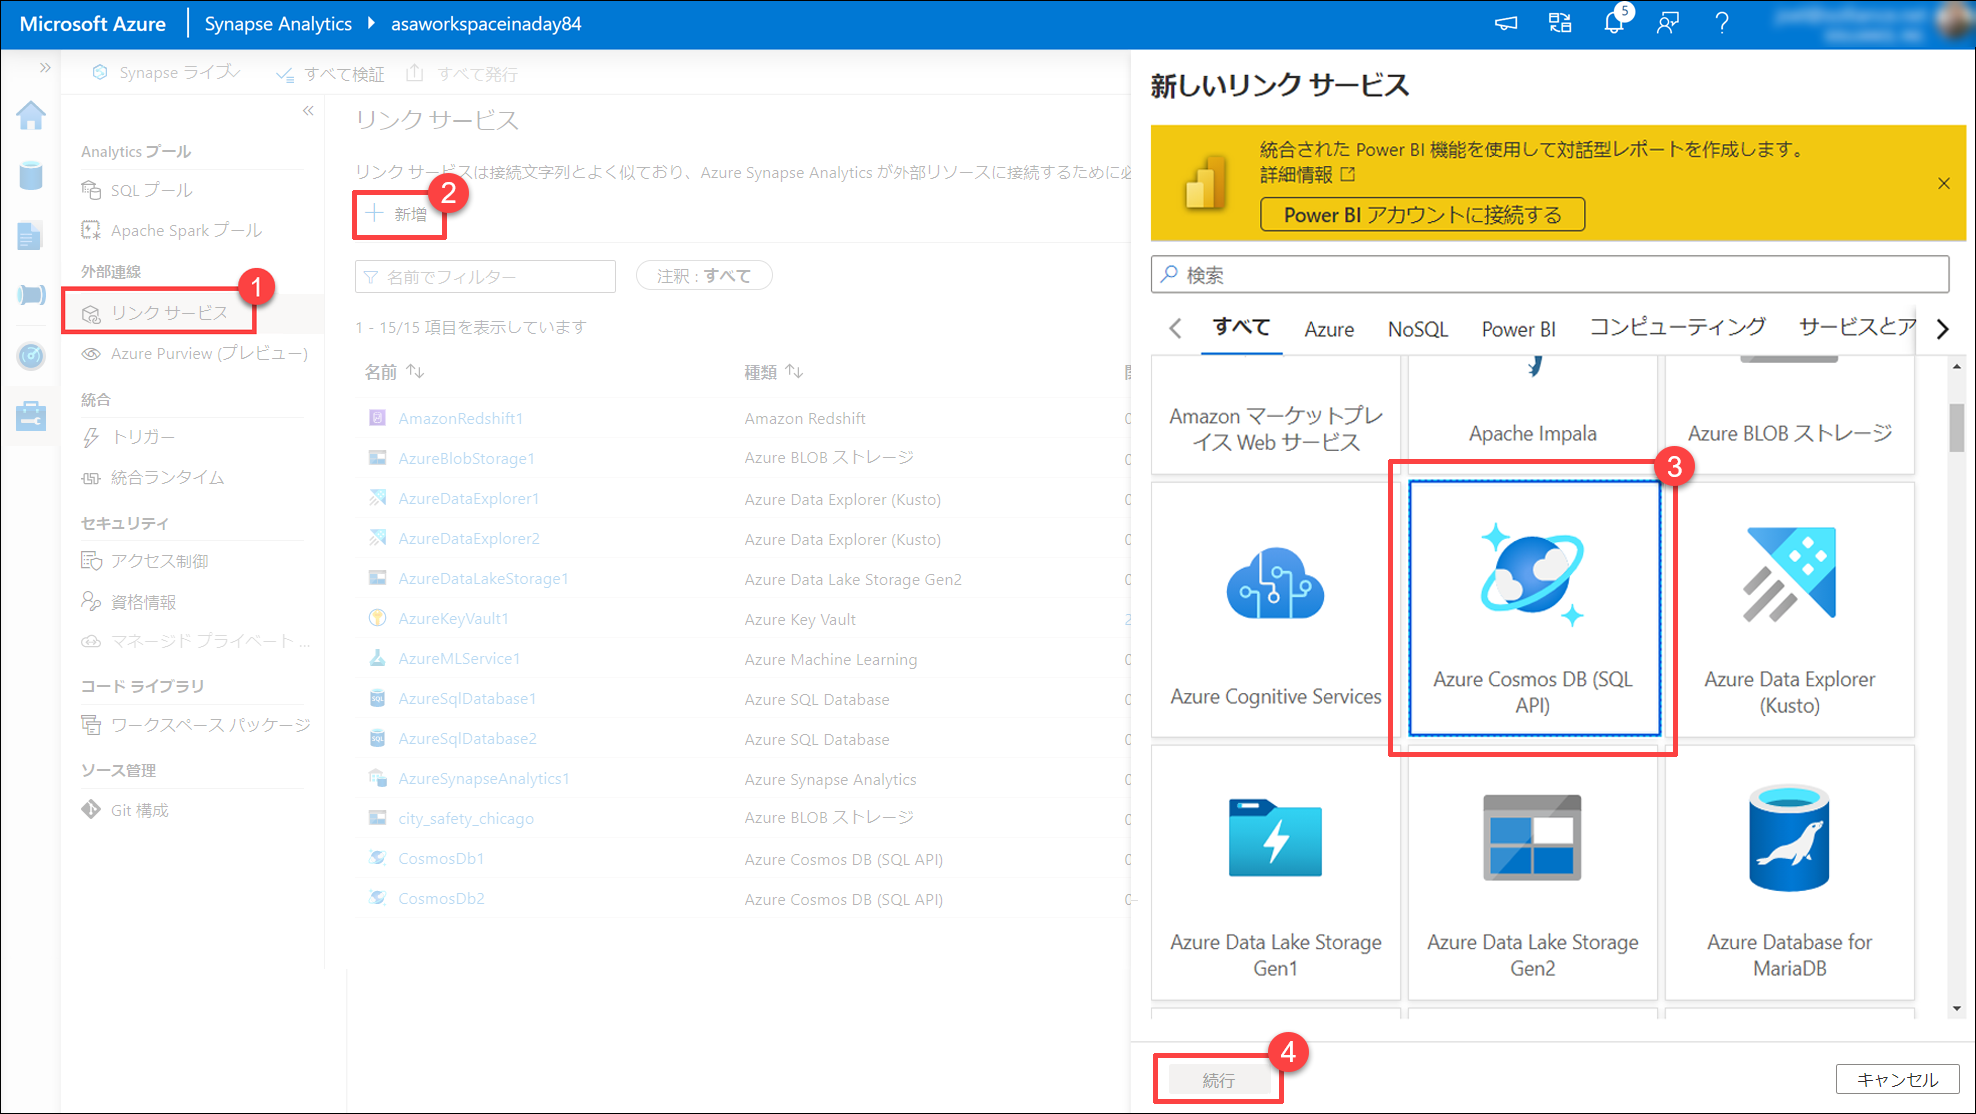 Microsoft Azure
Synapse Analytics
asaworkspaceinaday84
5
?
Synapse ライブ
すべて検証
すべて発行
Analytics プール
SQL プール
Apache Spark プール
外部連線
リンク サービス
1
Azure Purview (プレビュー)
統合
トリガー
統合ランタイム
セキュリティ
アクセス制御
資格情報
マネージド プライベート ...
コード ライブラリ
ワークスペース パッケージ
ソース管理
Git 構成
リンク サービス
リンク サービスは接続文字列とよく似ており、Azure Synapse Analytics が外部リソースに接続するために必
新増
2
名前でフィルター
注釈 : すべて
1 - 15/15 項目を表示しています
名前
種類
AmazonRedshift1
Amazon Redshift
0
AzureBlobStorage1
Azure BLOB ストレージ
0
AzureDataExplorer1
Azure Data Explorer (Kusto)
0
AzureDataExplorer2
Azure Data Explorer (Kusto)
0
AzureDataLakeStorage1
Azure Data Lake Storage Gen2
0
AzureKeyVault1
Azure Key Vault
2
AzureMLService1
Azure Machine Learning
0
AzureSqlDatabase1
Azure SQL Database
0
AzureSqlDatabase2
Azure SQL Database
0
AzureSynapseAnalytics1
Azure Synapse Analytics
0
city_safety_chicago
Azure BLOB ストレージ
0
CosmosDb1
Azure Cosmos DB (SQL API)
0
CosmosDb2
Azure Cosmos DB (SQL API)
0
新しいリンク サービス
統合された Power BI 機能を使用して対話型レポートを作成します。
詳細情報
Power BI アカウントに接続する
検索
すべて
Azure
NoSQL
Power BI
コンピューティング
サービスとア
Amazon マーケットプレ
イス Web サービス
Apache Impala
Azure BLOB ストレージ
3
Azure Cognitive Services
Azure Cosmos DB (SQL
API)
Azure Data Explorer
(Kusto)
Azure Data Lake Storage
Gen1
Azure Data Lake Storage
Gen2
Azure Database for
MariaDB
4
続行
キャンセル